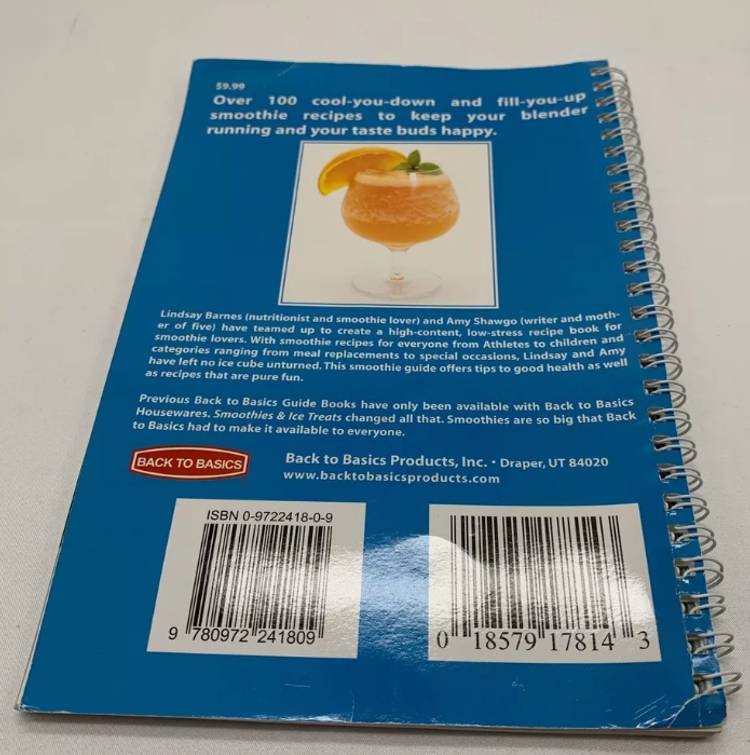 $9.99
Over 100 cool-you-down and fill-you-up
smoothie recipes to keep your blender
running and your taste buds happy.
Lindsay Barnes (nutritionist and smoothie lover) and Amy Shawgo (writer and moth-
er of five) have teamed up to create a high-content, low-stress recipe book for
smoothie lovers. With smoothie recipes for everyone from Athletes to children and
categories ranging from meal replacements to special occasions, Lindsay and Amy
have left no ice cube unturned. This smoothie guide offers tips to good health as well
as recipes that are pure fun.
Previous Back to Basics Guide Books have only been available with Back to Basics
Housewares. Smoothies & Ice Treats changed all that. Smoothies are so big that Back
to Basics had to make it available to everyone.
BACK TO BASICS
Back to Basics Products, Inc. • Draper, UT 84020
www.backtobasicsproducts.com
ISBN 0-9722418-0-9
9 780972 241809
0 18579 17814 3